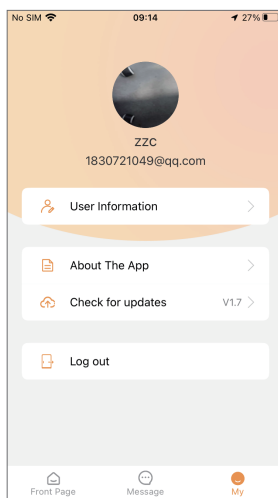 No SIM 09:14 27%
ZZC
1830721049@qq.com
User Information
About The App
Check for updates V1.7
Log out
Front Page Message My